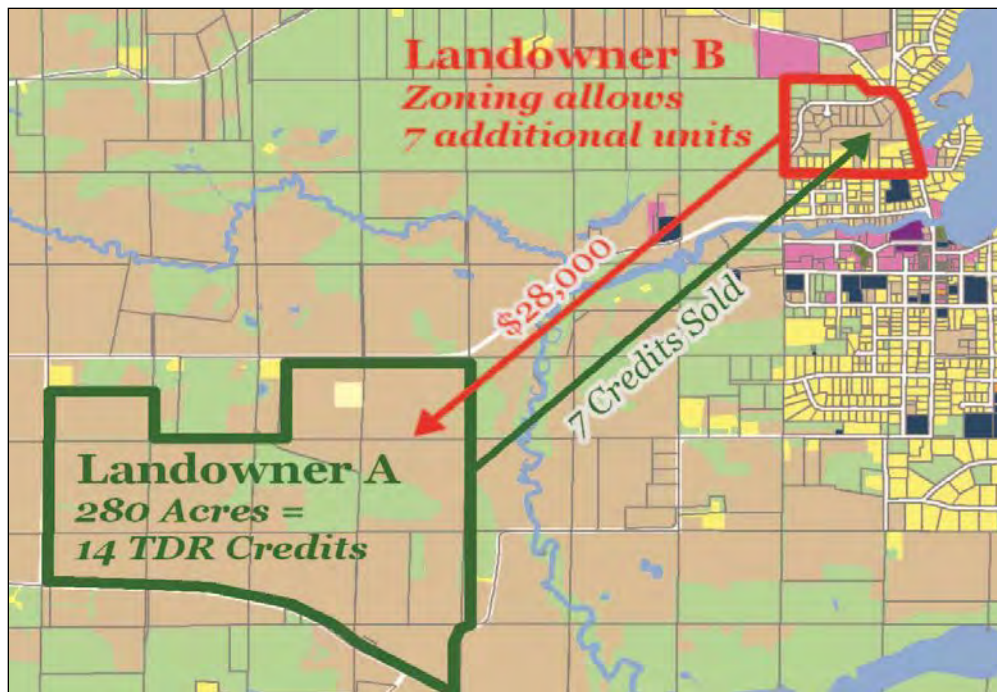 Landowner B
Zoning allows
7 additional units
$28,000
7 Credits Sold
Landowner A
280 Acres =
14 TDR Credits